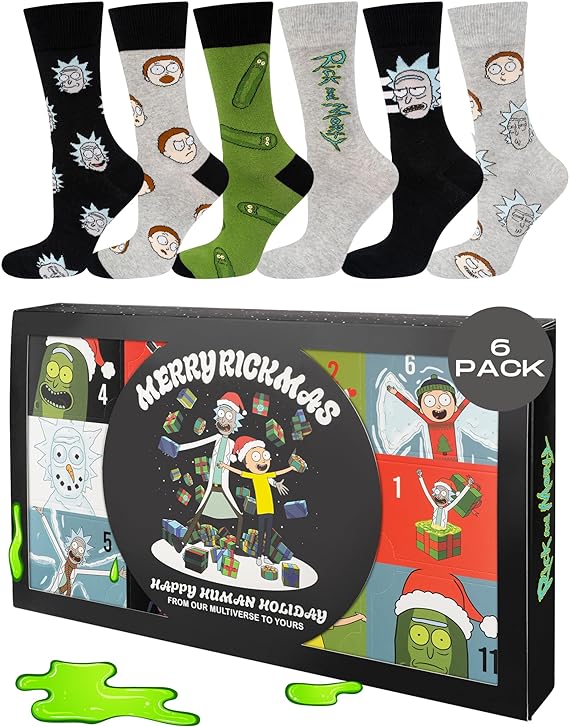 Rick and Morty
6
PACK
MERRY RICKMAS
4
2
6
1
5
11
HAPPY HUMAN HOLIDAY
FROM OUR MULTIVERSE TO YOURS
Rick and Morty